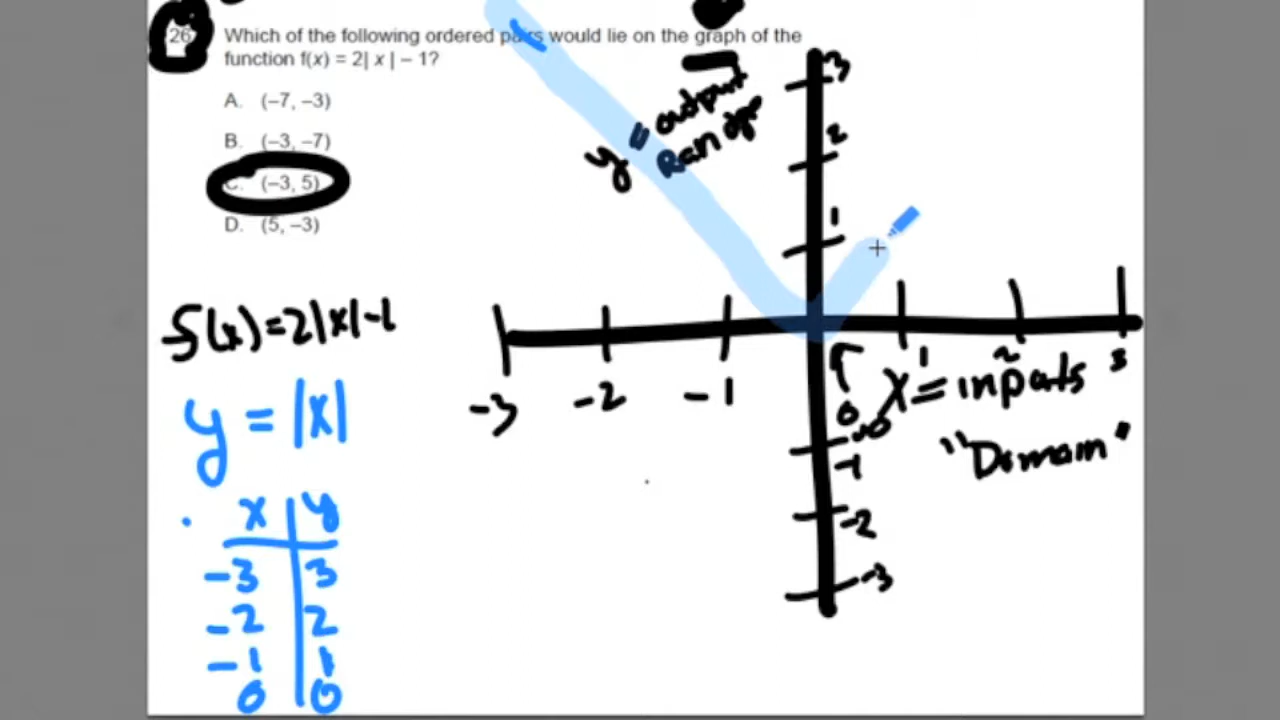 26 Which of the following ordered pairs would lie on the graph of the
function f(x) = 2| x | – 1?
A. (–7, –3)
B. (–3, –7)
C. (–3, 5)
D. (5, –3)
f(x)=2|x|-1
y = |x|
x y
-3 3
-2 2
-1 1
0 0
y = output
Range
3
2
1
-3 -2 -1 0 1 2 3
x = inputs
"Domain"
-1
-2
-3